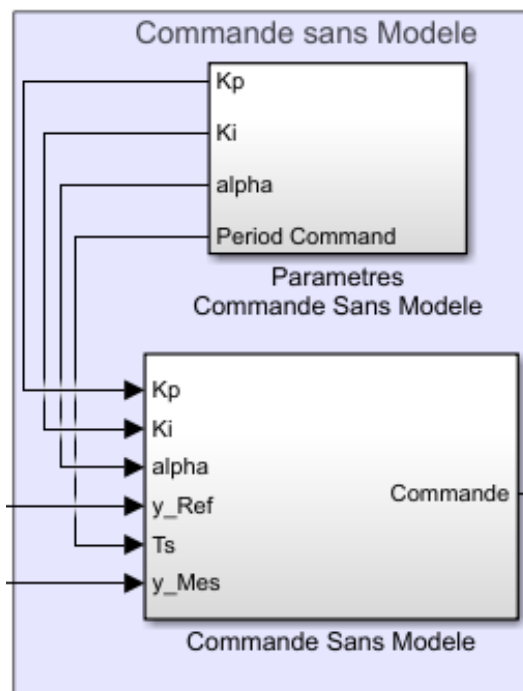 Commande sans Modele
Kp
Ki
alpha
Period Command
Parametres
Commande Sans Modele
Kp
Ki
alpha
y_Ref
Commande
Ts
y_Mes
Commande Sans Modele